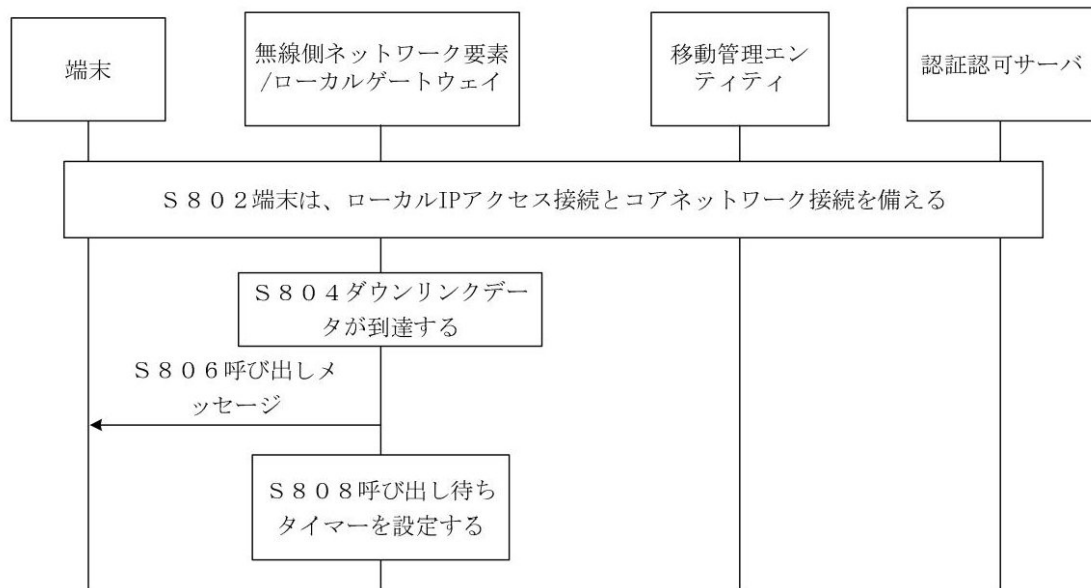 端末
無線側ネットワーク要素
/ローカルゲートウェイ
移動管理エン
ティティ
認証認可サーバ
S802端末は、ローカルIPアクセス接続とコアネットワーク接続を備える
S804ダウンリンクデー
タが到達する
S806呼び出しメ
ッセージ
S808呼び出し待ち
タイマーを設定する